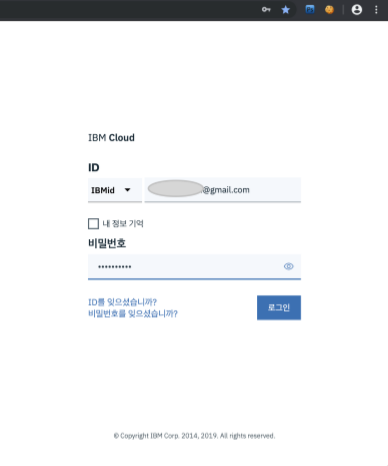 IBM Cloud
ID
IBMid @gmail.com
내 정보 기억
비밀번호
••••••••••
ID를 잊으셨습니까?
비밀번호를 잊으셨습니까?
로그인
© Copyright IBM Corp. 2014, 2019. All rights reserved.